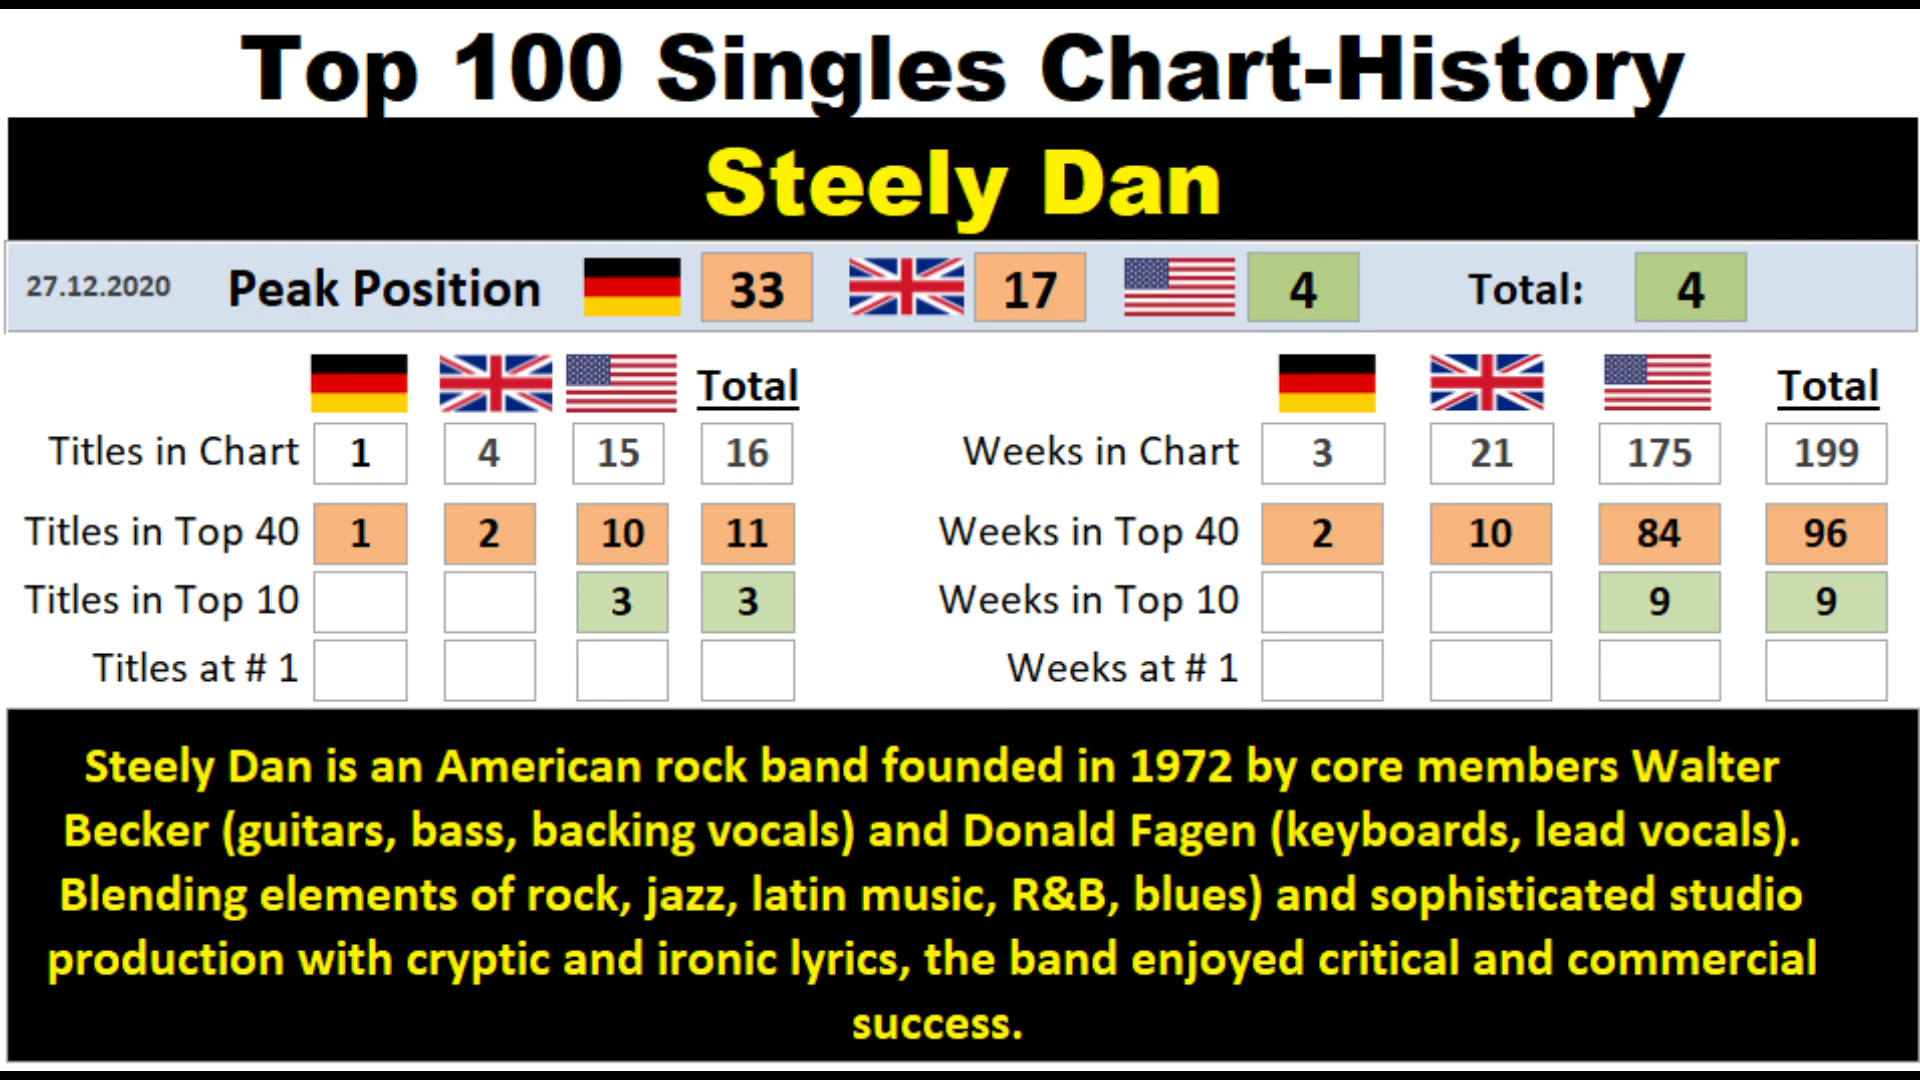 Top 100 Singles Chart-History
Steely Dan
27.12.2020 Peak Position 33 17 4 Total: 4
Total Total
Titles in Chart 1 4 15 16 Weeks in Chart 3 21 175 199
Titles in Top 40 1 2 10 11 Weeks in Top 40 2 10 84 96
Titles in Top 10 3 3 Weeks in Top 10 9 9
Titles at # 1 Weeks at # 1
Steely Dan is an American rock band founded in 1972 by core members Walter
Becker (guitars, bass, backing vocals) and Donald Fagen (keyboards, lead vocals).
Blending elements of rock, jazz, latin music, R&B, blues) and sophisticated studio
production with cryptic and ironic lyrics, the band enjoyed critical and commercial
success.